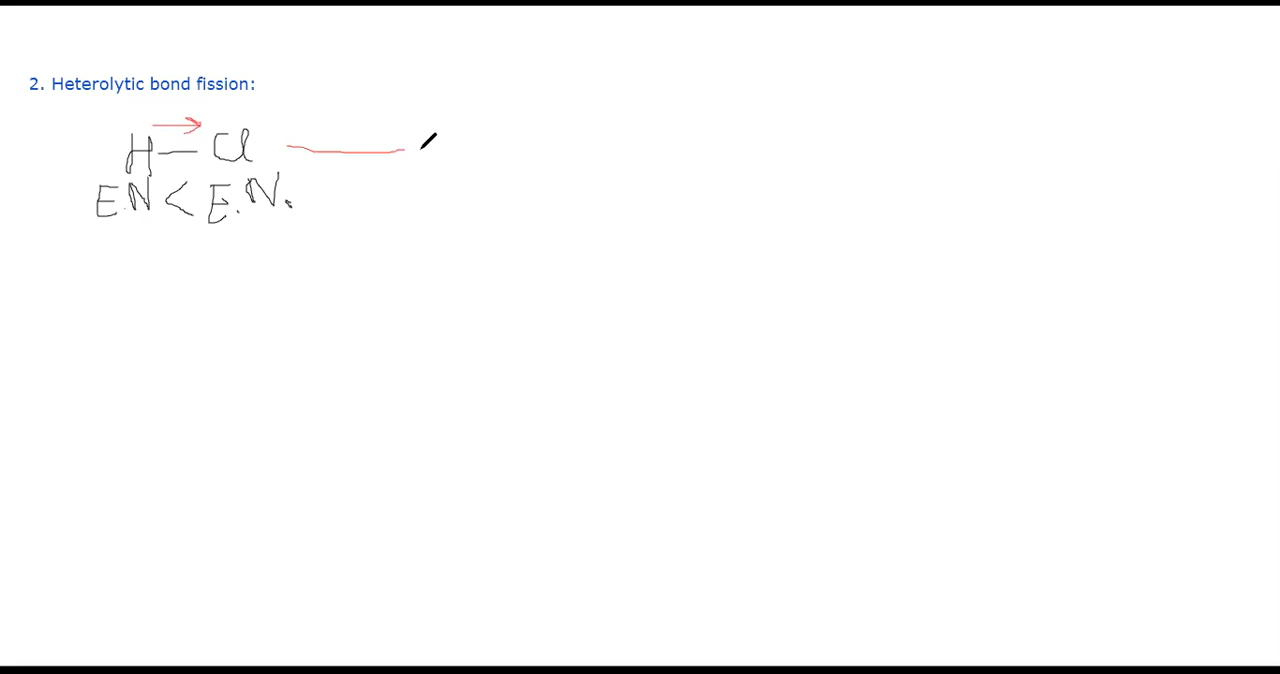 2. Heterolytic bond fission:
H—Cl
E.N < E.N.